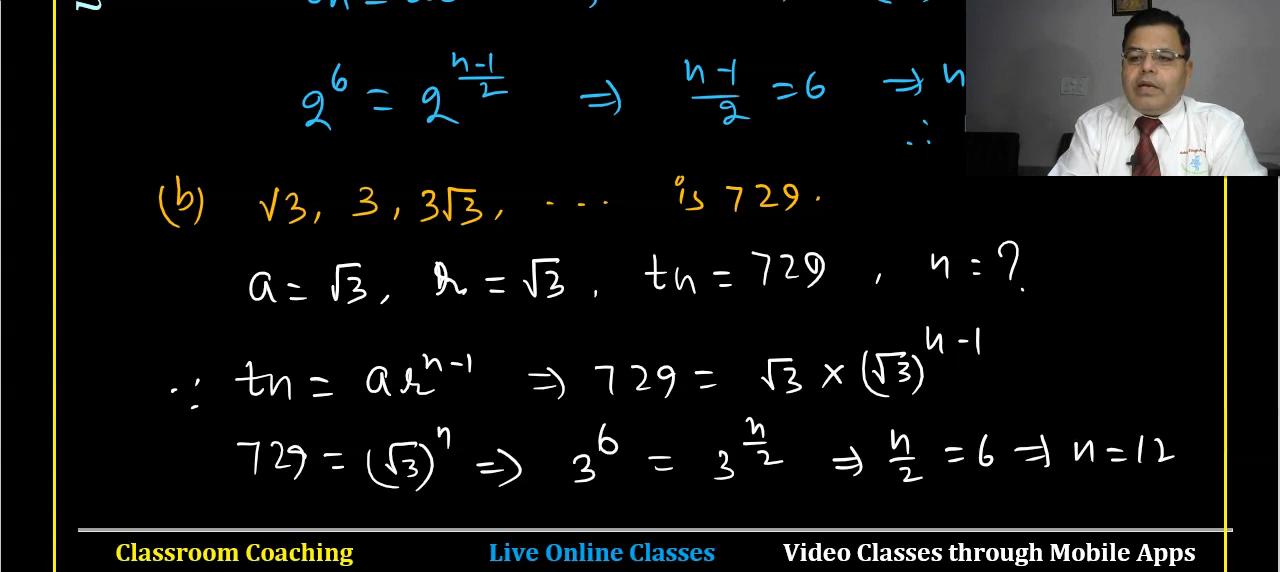 2^6 = 2^((n-1)/2) ⇒ (n-1)/2 = 6 ⇒ n
∴
(b) √3, 3, 3√3, ... is 729.
a = √3, r = √3, tn = 729, n = ?
∵ tn = ar^(n-1) ⇒ 729 = √3 × (√3)^(n-1)
729 = (√3)^n ⇒ 3^6 = 3^(n/2) ⇒ n/2 = 6 ⇒ n = 12
Classroom Coaching Live Online Classes Video Classes through Mobile Apps